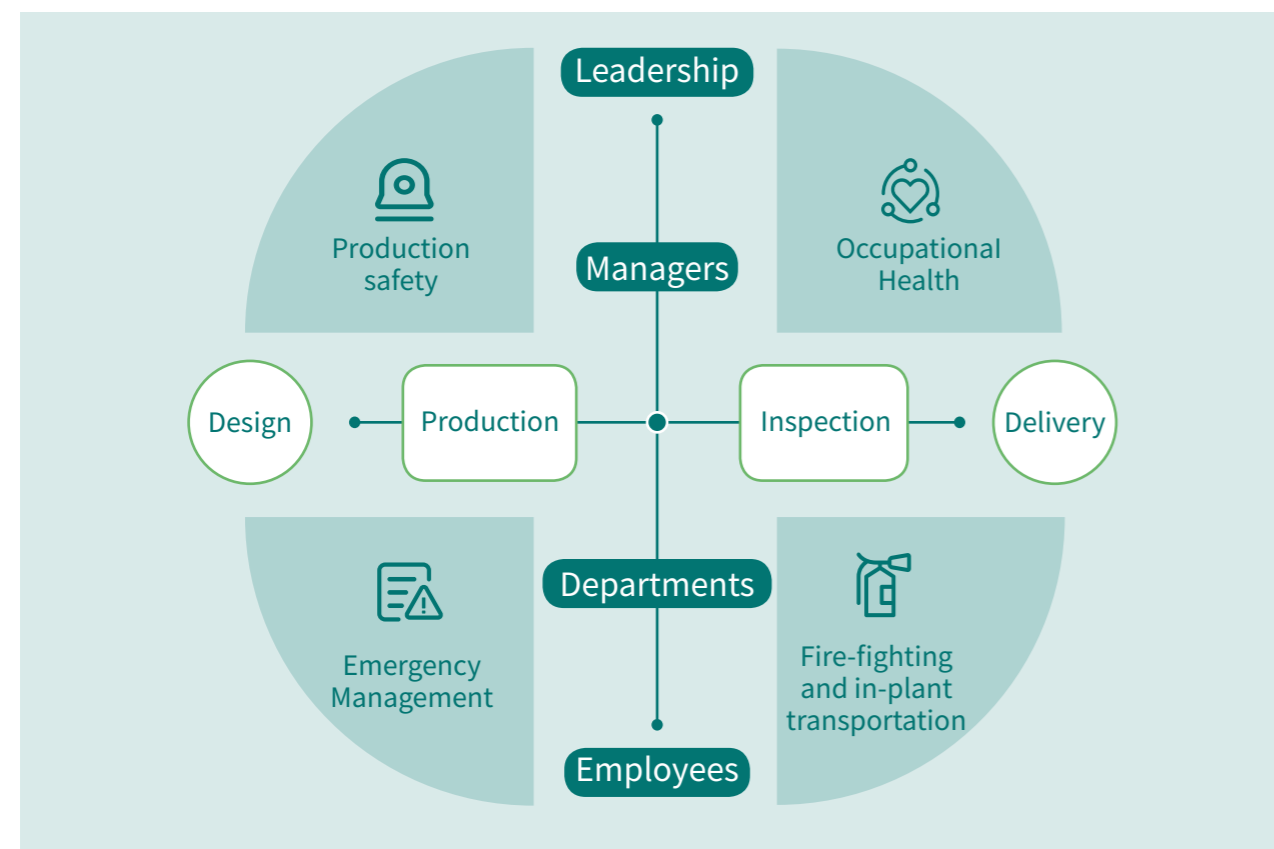 Leadership
Production
safety
Occupational
Health
Managers
Design
Production
Inspection
Delivery
Departments
Emergency
Management
Fire-fighting
and in-plant
transportation
Employees